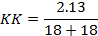 KK = 2.13 / (18 + 18)